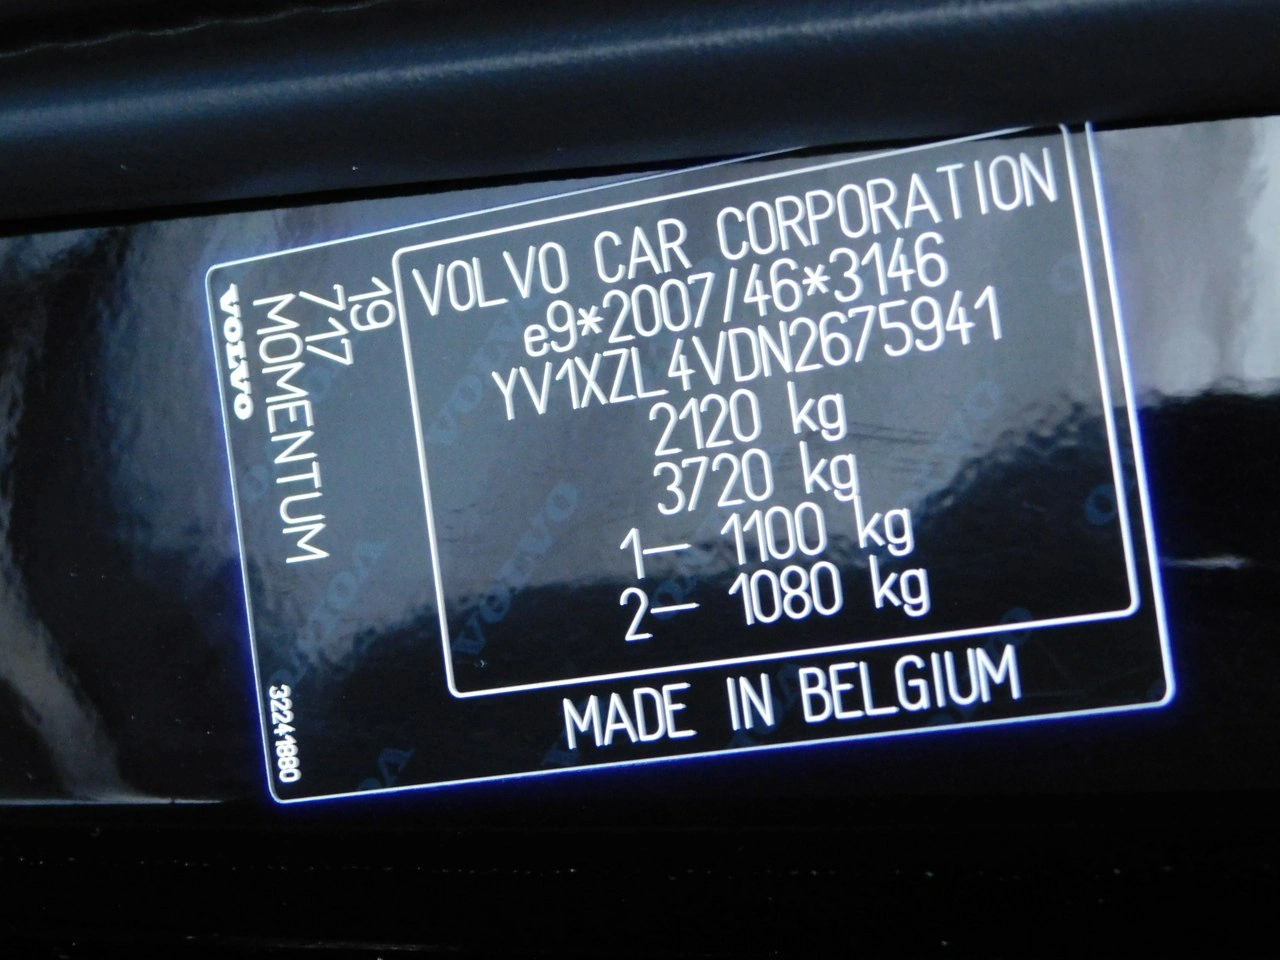 VOLVO CAR CORPORATION
e9*2007/46*3146
YV1XZL4VDN2675941
2120 kg
3720 kg
1– 1100 kg
2– 1080 kg
MADE IN BELGIUM
19
717
MOMENTUM
VOLVO
32241880